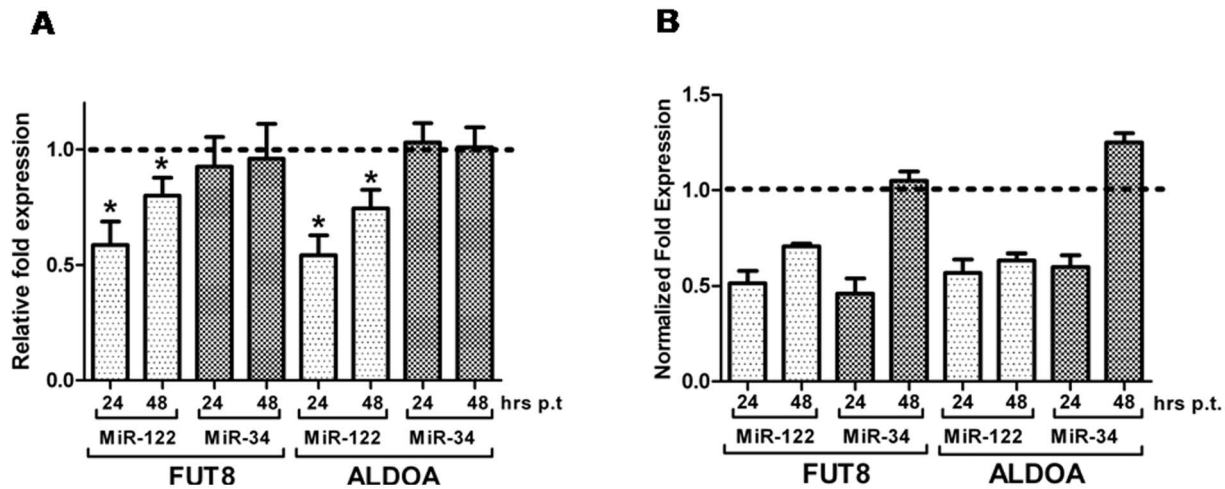 A
Relative fold expression
1.0
0.5
0.0
* * * *
24 48 24 48 24 48 24 48 hrs p.t
MiR-122 MiR-34 MiR-122 MiR-34
FUT8 ALDOA
B
Normalized Fold Expression
1.5
1.0
0.5
0.0
24 48 24 48 24 48 24 48 hrs p.t.
MiR-122 MiR-34 MiR-122 MiR-34
FUT8 ALDOA